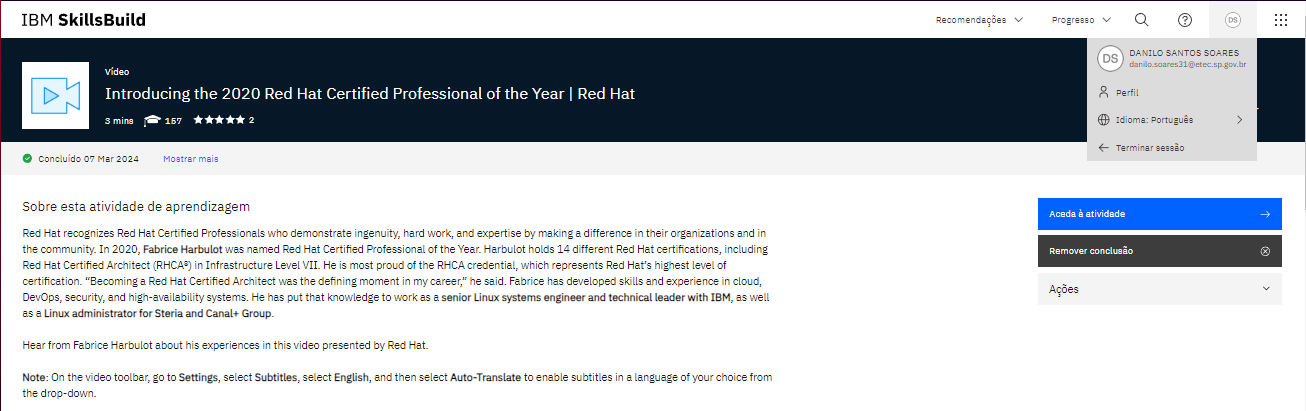 IBM SkillsBuild
Recomendações
Progresso
DS
DS
DANILO SANTOS SOARES
danilo.soares31@etec.sp.gov.br
Perfil
Idioma: Português
Terminar sessão
Vídeo
Introducing the 2020 Red Hat Certified Professional of the Year | Red Hat
3 mins 157 ★★★★★ 2
Concluído 07 Mar 2024 Mostrar mais
Sobre esta atividade de aprendizagem
Red Hat recognizes Red Hat Certified Professionals who demonstrate ingenuity, hard work, and expertise by making a difference in their organizations and in
the community. In 2020, Fabrice Harbulot was named Red Hat Certified Professional of the Year. Harbulot holds 14 different Red Hat certifications, including
Red Hat Certified Architect (RHCA®) in Infrastructure Level VII. He is most proud of the RHCA credential, which represents Red Hat's highest level of
certification. “Becoming a Red Hat Certified Architect was the defining moment in my career,” he said. Fabrice has developed skills and experience in cloud,
DevOps, security, and high-availability systems. He has put that knowledge to work as a senior Linux systems engineer and technical leader with IBM, as well
as a Linux administrator for Steria and Canal+ Group.
Hear from Fabrice Harbulot about his experiences in this video presented by Red Hat.
Note: On the video toolbar, go to Settings, select Subtitles, select English, and then select Auto-Translate to enable subtitles in a language of your choice from
the drop-down.
Aceda à atividade
Remover conclusão
Ações